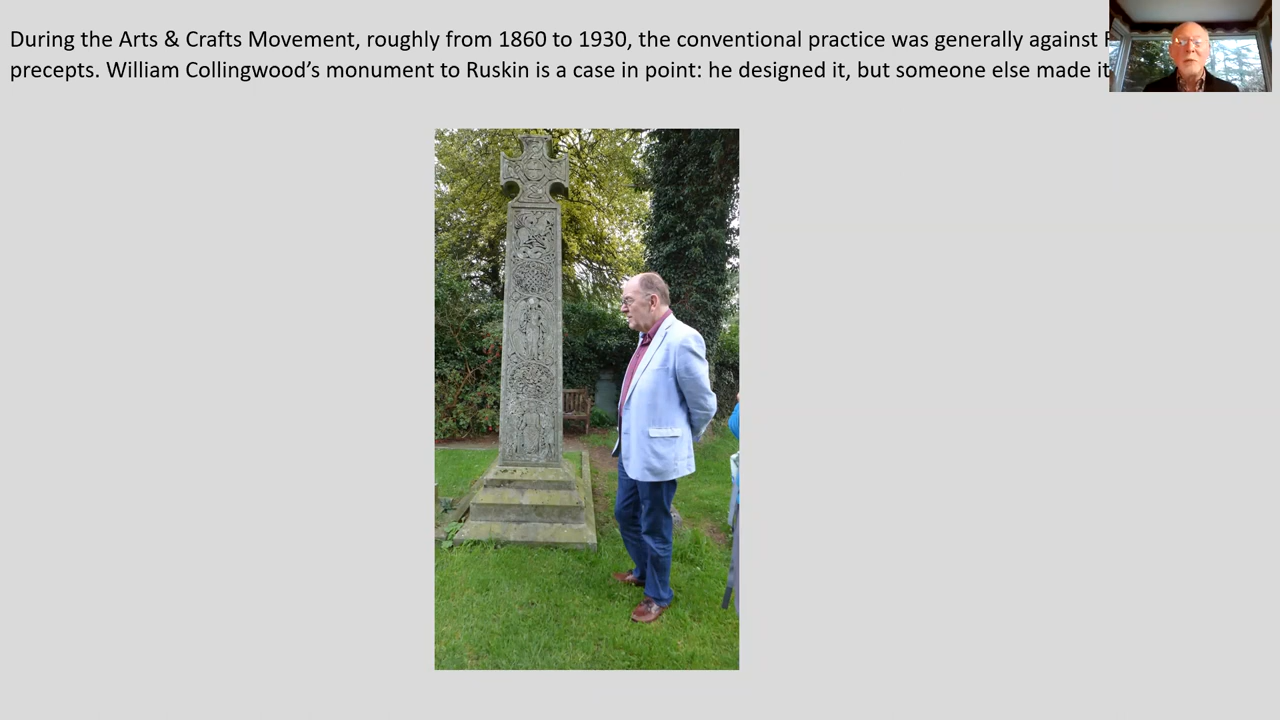 During the Arts & Crafts Movement, roughly from 1860 to 1930, the conventional practice was generally against
precepts. William Collingwood’s monument to Ruskin is a case in point: he designed it, but someone else made it